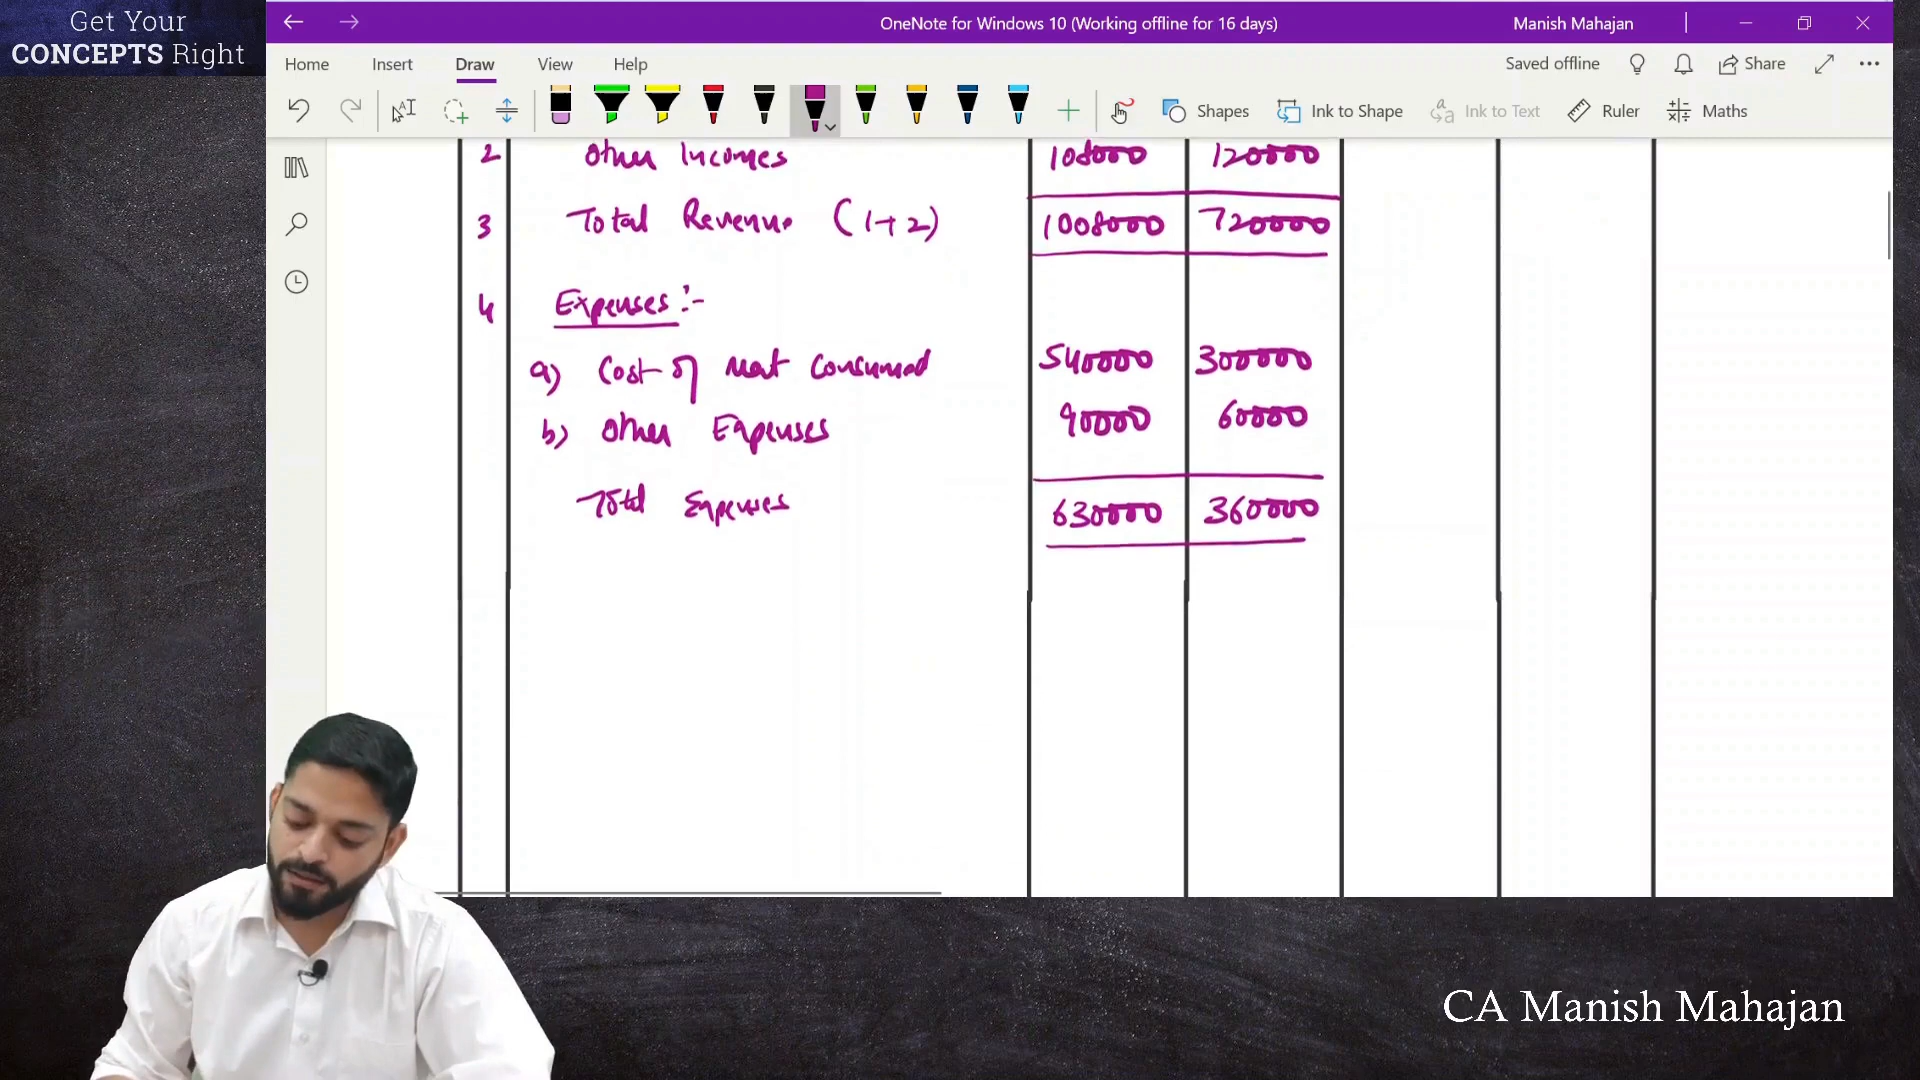 Get Your
CONCEPTS Right
OneNote for Windows 10 (Working offline for 16 days)
Manish Mahajan
Home Insert Draw View Help
Saved offline Share
Shapes Ink to Shape Ink to Text Ruler Maths
2 Other Incomes 108000 120000
3 Total Revenue (1+2) 1008000 720000
4 Expenses :-
a) Cost of Mat Consumed 540000 300000
b) Other Expenses 90000 60000
Total Expenses 630000 360000
CA Manish Mahajan